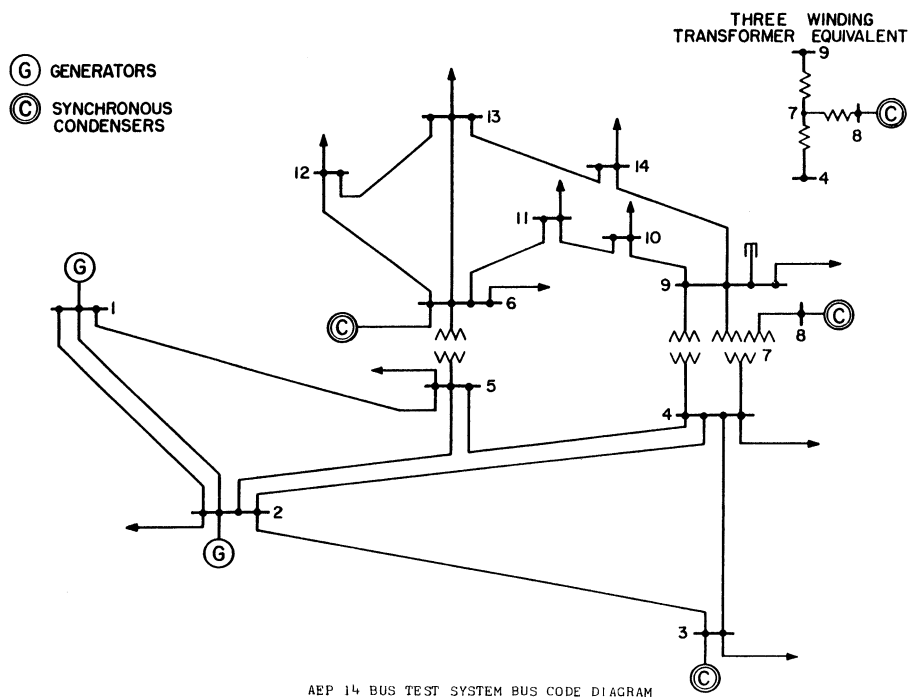 THREE WINDING
TRANSFORMER EQUIVALENT
9
7
C
8
4
G GENERATORS
C SYNCHRONOUS
CONDENSERS
13
12
14
11
10
G
1
9
6
C
C
8
7
5
4
2
G
3
C
AEP 14 BUS TEST SYSTEM BUS CODE DIAGRAM